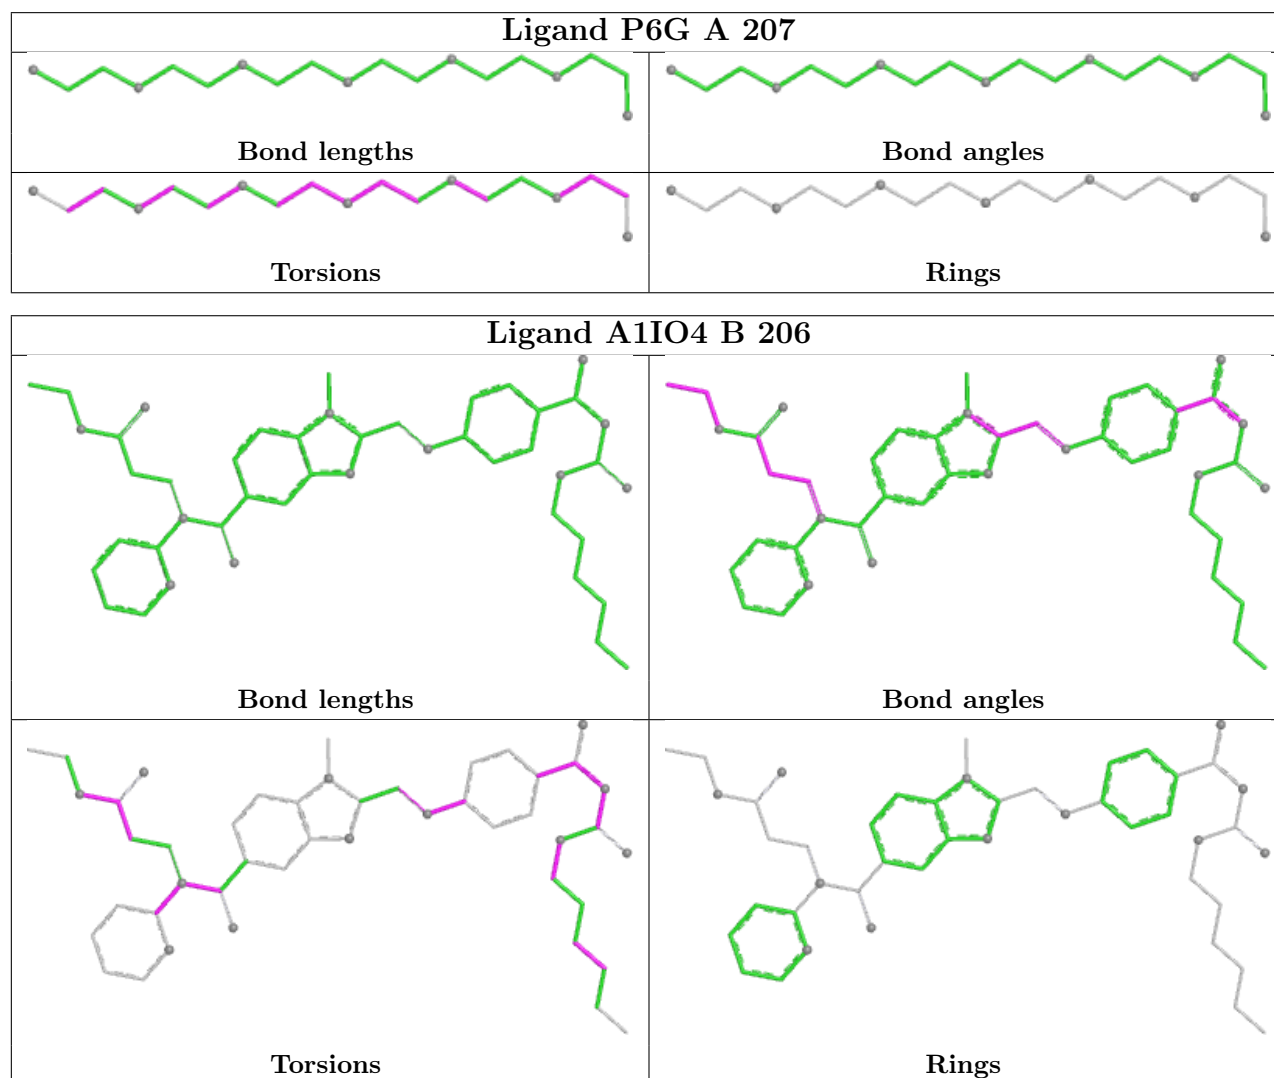 Ligand P6G A 207
Bond lengths
Bond angles
Torsions
Rings
Ligand A1IO4 B 206
Bond lengths
Bond angles
Torsions
Rings